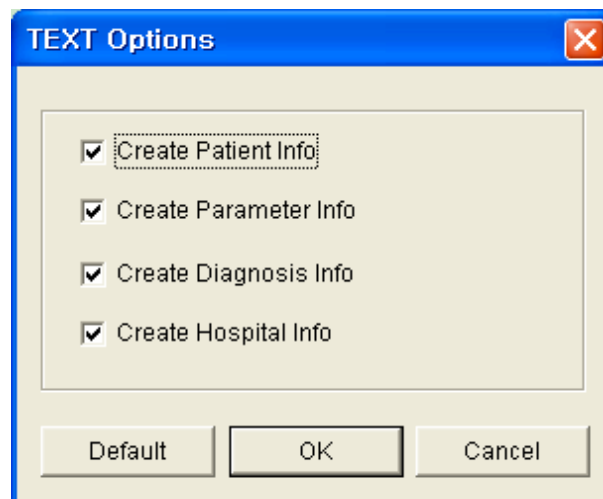 TEXT Options
Create Patient Info
Create Parameter Info
Create Diagnosis Info
Create Hospital Info
Default OK Cancel